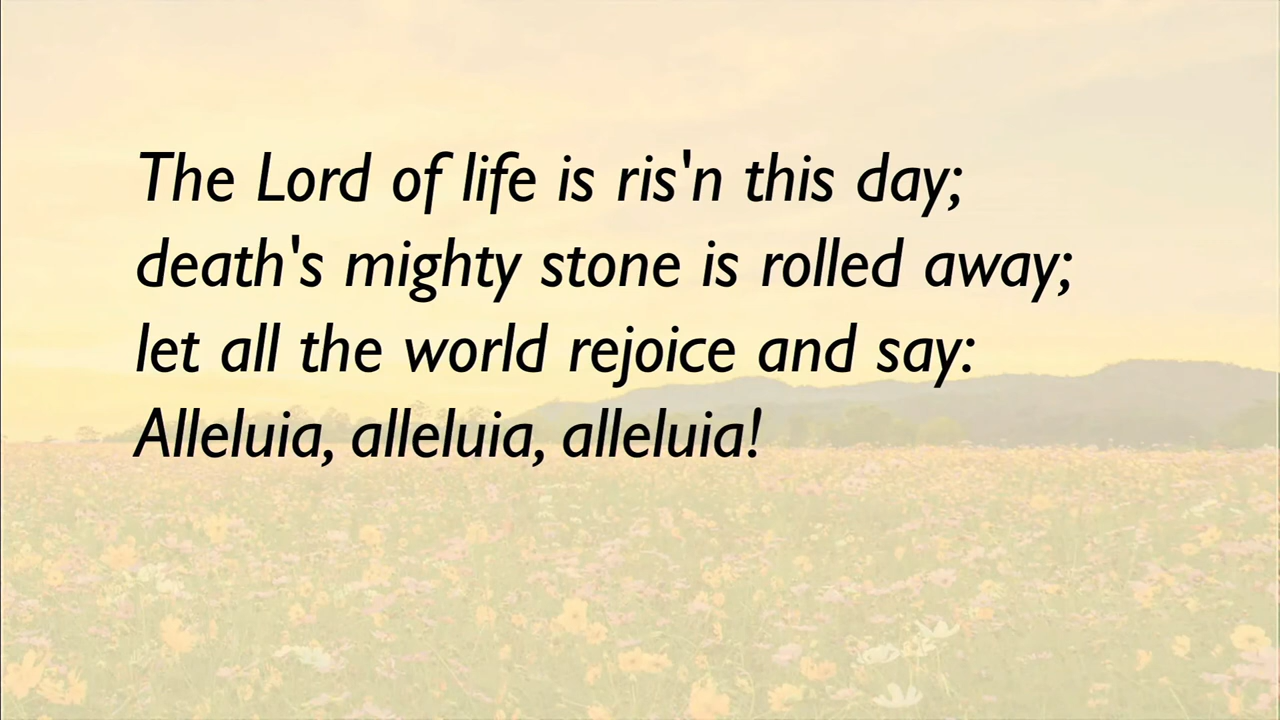 The Lord of life is ris'n this day;
death's mighty stone is rolled away;
let all the world rejoice and say:
Alleluia, alleluia, alleluia!